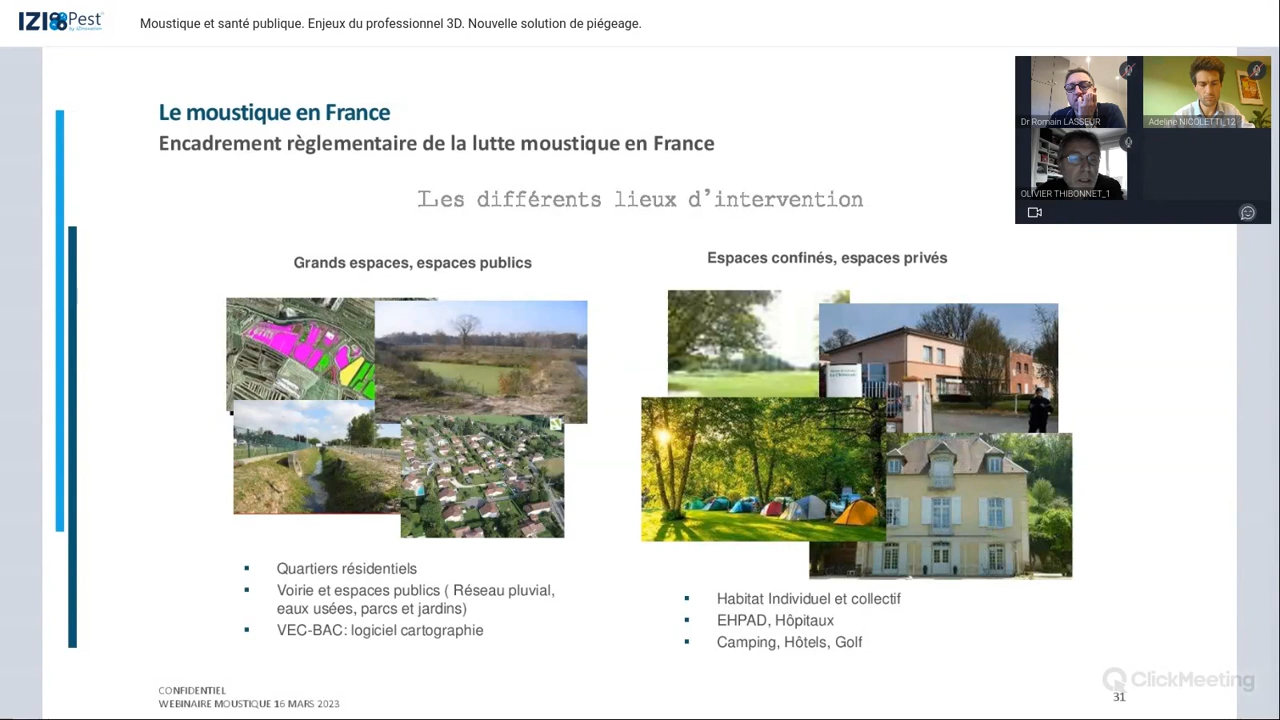 IZI Pest
by IZInovation
Moustique et santé publique. Enjeux du professionnel 3D. Nouvelle solution de piégeage.
Dr Romain LASSEUR
Adeline NICOLETTI_12
OLIVIER THIBONNET_1
Le moustique en France
Encadrement règlementaire de la lutte moustique en France
Les différents lieux d'intervention
Grands espaces, espaces publics
Espaces confinés, espaces privés
▪ Quartiers résidentiels
▪ Voirie et espaces publics ( Réseau pluvial,
eaux usées, parcs et jardins)
▪ VEC-BAC: logiciel cartographie
▪ Habitat Individuel et collectif
▪ EHPAD, Hôpitaux
▪ Camping, Hôtels, Golf
CONFIDENTIEL
WEBINAIRE MOUSTIQUE 16 MARS 2023
ClickMeeting
31